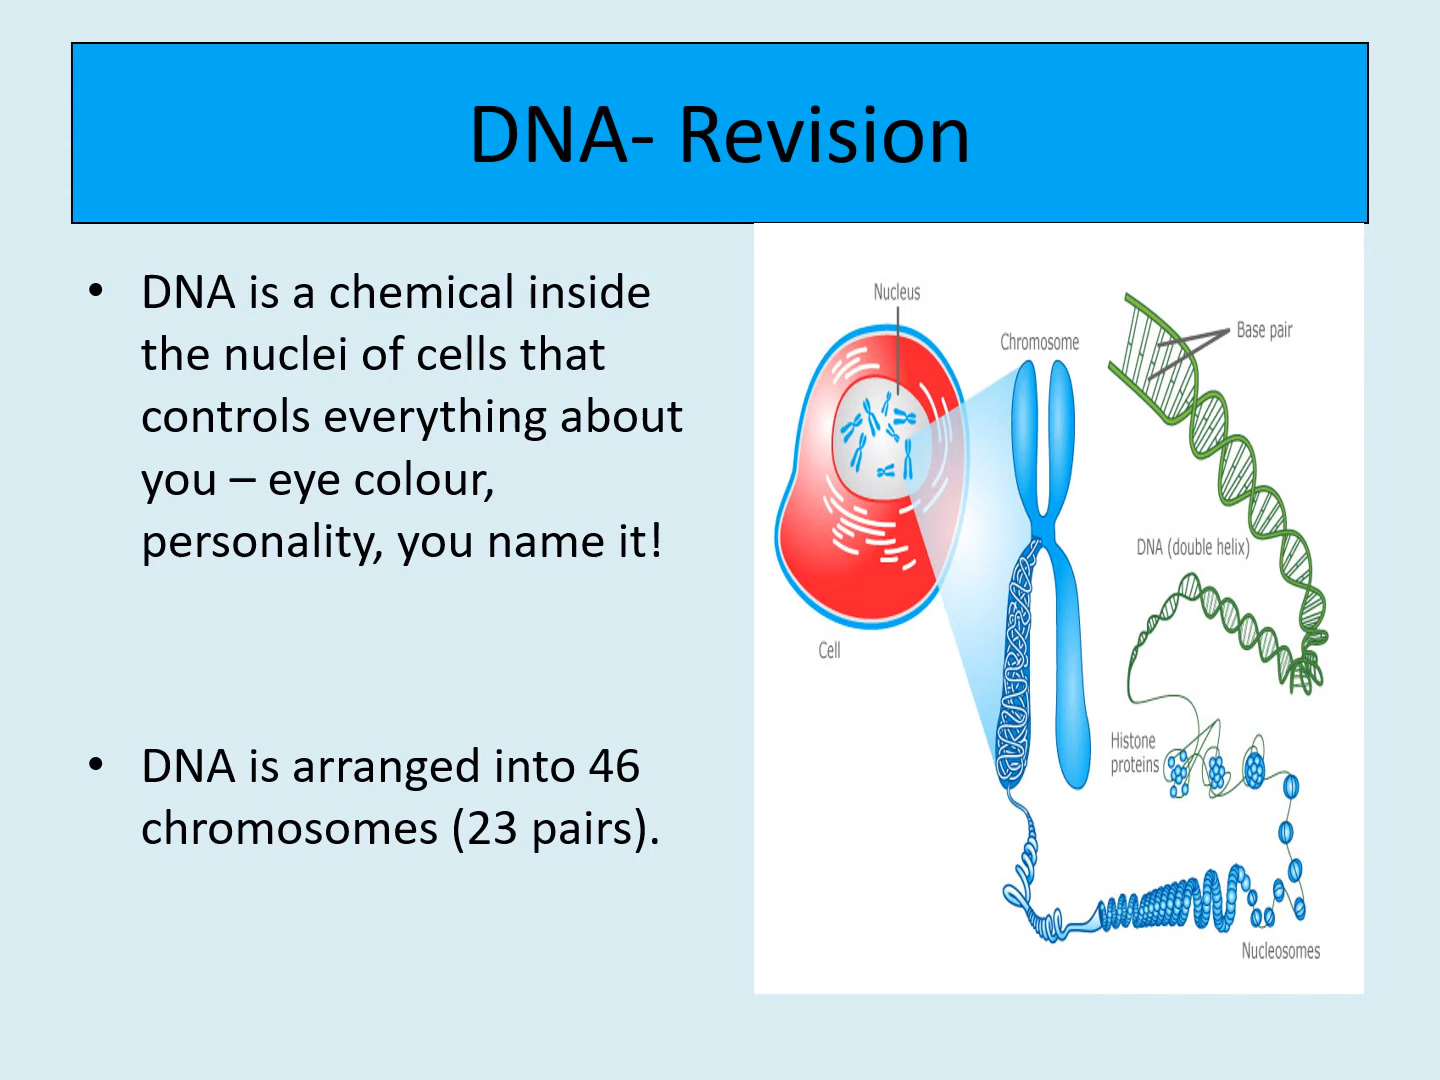 DNA- Revision
• DNA is a chemical inside
the nuclei of cells that
controls everything about
you – eye colour,
personality, you name it!
• DNA is arranged into 46
chromosomes (23 pairs).
Nucleus
Chromosome
Base pair
DNA (double helix)
Cell
Histone
proteins
Nucleosomes